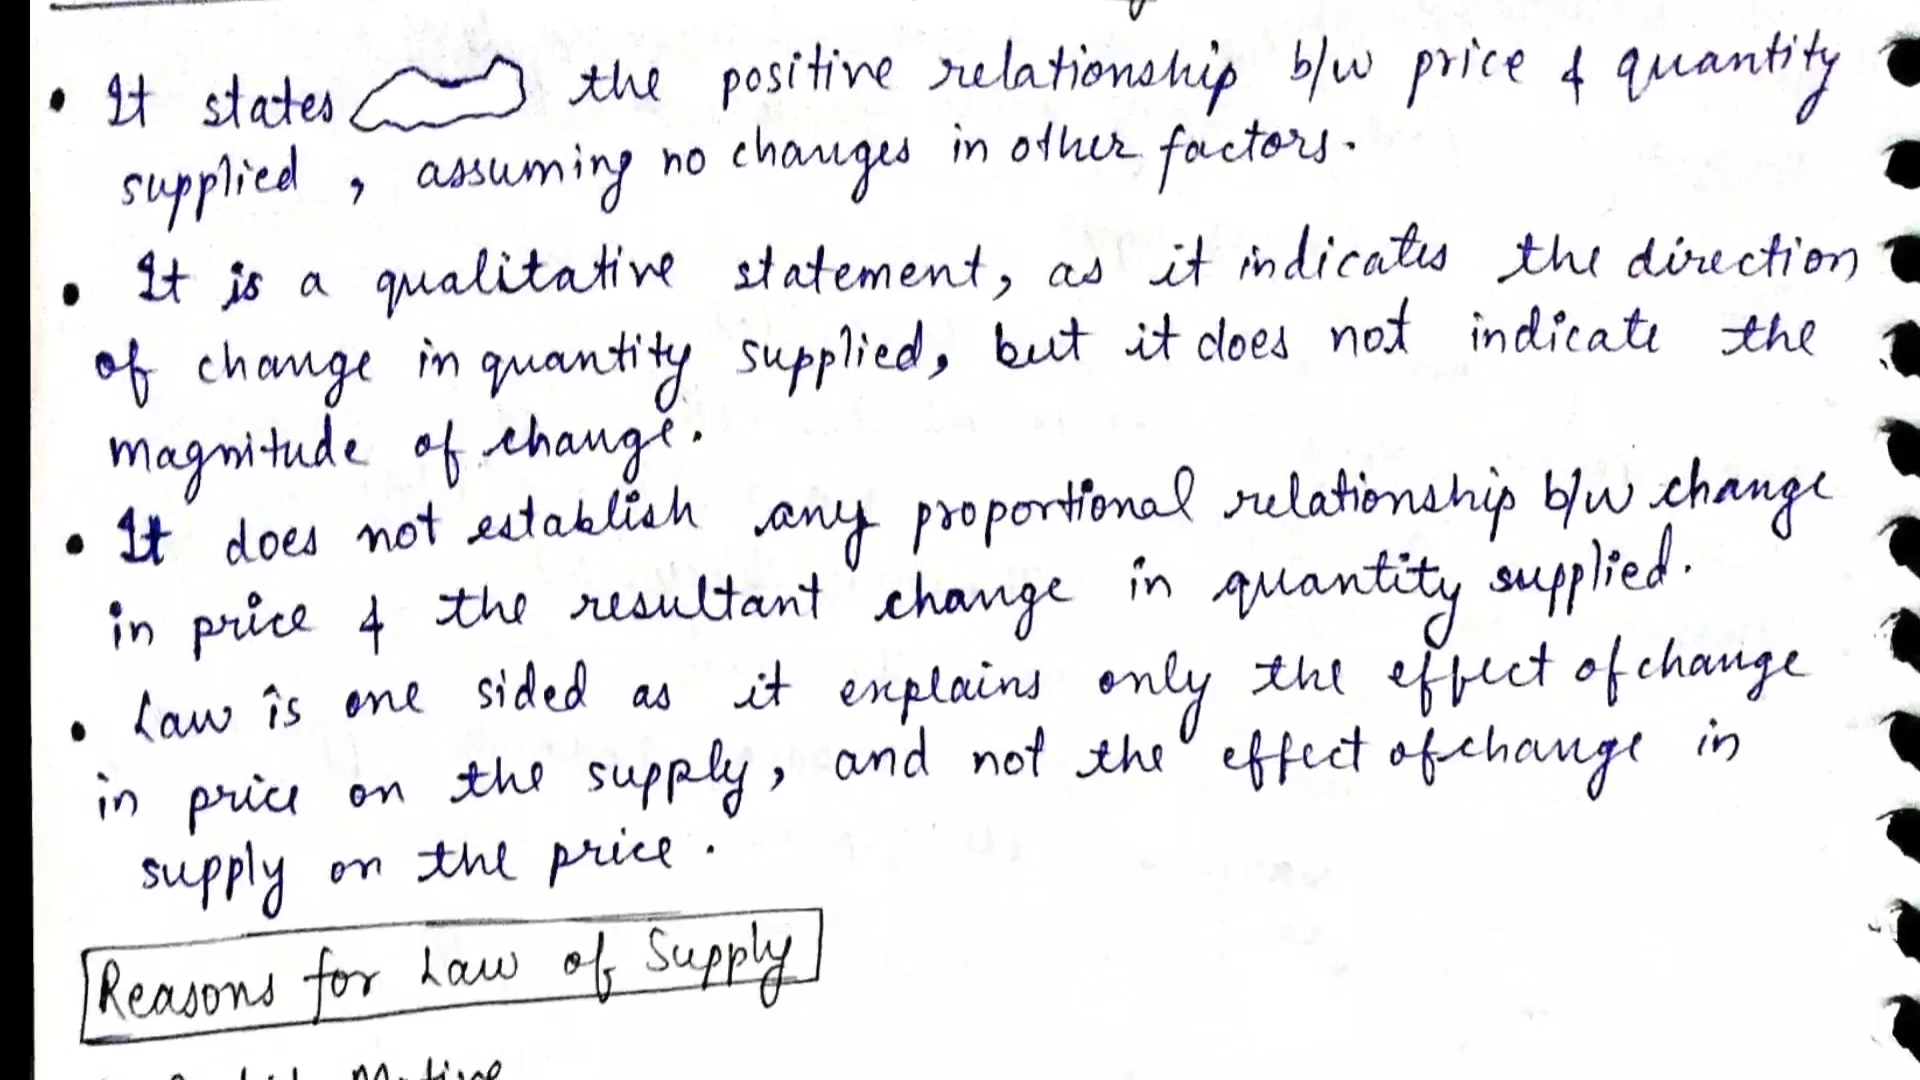 • It states the positive relationship b/w price & quantity
supplied, assuming no changes in other factors.
• It is a qualitative statement, as it indicates the direction
of change in quantity supplied, but it does not indicate the
magnitude of change.
• It does not establish any proportional relationship b/w change
in price & the resultant change in quantity supplied.
• Law is one sided as it explains only the effect of change
in price on the supply, and not the effect of change in
supply on the price.
Reasons for Law of Supply